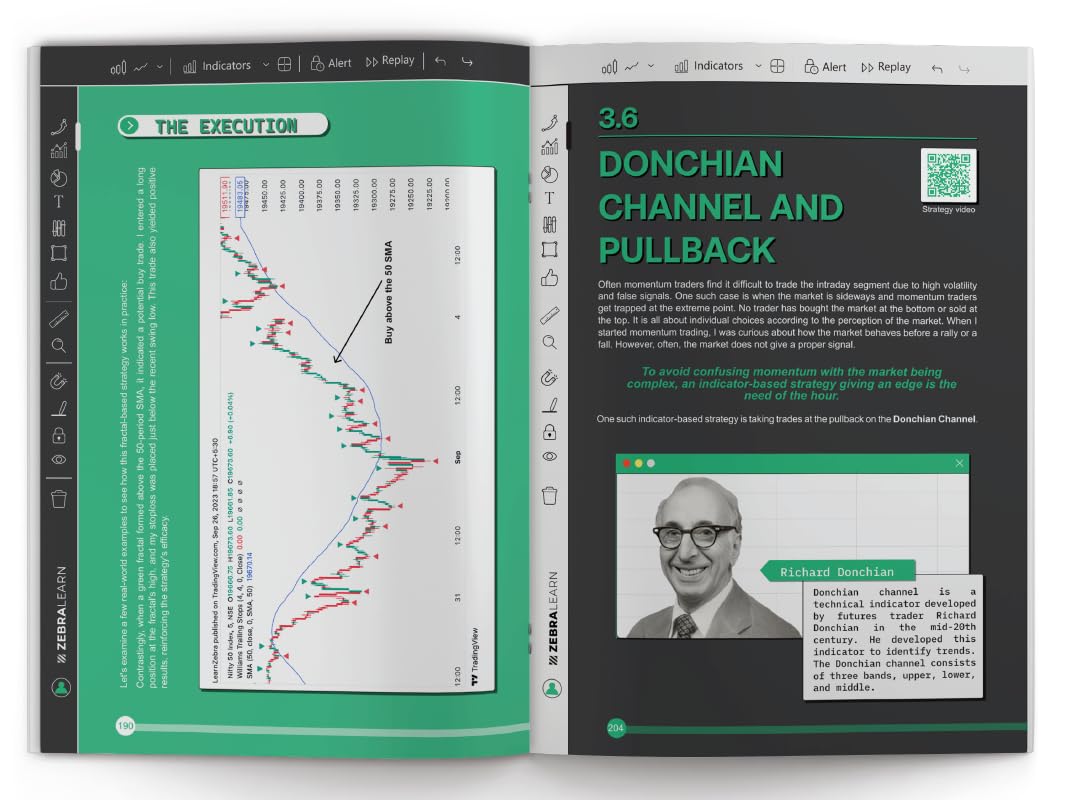 Indicators
Alert
Replay
THE EXECUTION
Let's examine a few real-world examples to see how this fractal-based strategy works in practice:
Contrastingly, when a green fractal formed above the 50-period SMA, it indicated a potential buy trade. I entered a long
position at the fractal's high, and my stoploss was placed just below the recent swing low. This trade also yielded positive
results, reinforcing the strategy's efficacy.
LearnZebra published on TradingView.com, Sep 26, 2023 18:57 UTC+5:30
Nifty 50 Index, 5, NSE O19666.75 H19673.60 L19661.85 C19673.60 +6.90 (+0.04%)
Williams Trailing Stops (4, 4, 0, Close) 0.00 0.00 Ø Ø Ø Ø
SMA (50, close, 0, SMA, 50) 19670.14
Buy above the 50 SMA
19511.90
19483.05
19475.00
19450.00
19425.00
19400.00
19375.00
19350.00
19325.00
19300.00
19275.00
19250.00
19225.00
19200.00
12:00
31
12:00
Sep
12:00
4
12:00
TradingView
ZEBRALEARN
190
Indicators
Alert
Replay
3.6
DONCHIAN
CHANNEL AND
PULLBACK
Strategy video
Often momentum traders find it difficult to trade the intraday segment due to high volatility
and false signals. One such case is when the market is sideways and momentum traders
get trapped at the extreme point. No trader has bought the market at the bottom or sold at
the top. It is all about individual choices according to the perception of the market. When I
started momentum trading, I was curious about how the market behaves before a rally or a
fall. However, often, the market does not give a proper signal.
To avoid confusing momentum with the market being
complex, an indicator-based strategy giving an edge is the
need of the hour.
One such indicator-based strategy is taking trades at the pullback on the Donchian Channel.
Richard Donchian
Donchian channel is a
technical indicator developed
by futures trader Richard
Donchian in the mid-20th
century. He developed this
indicator to identify trends.
The Donchian channel consists
of three bands, upper, lower,
and middle.
ZEBRALEARN
204